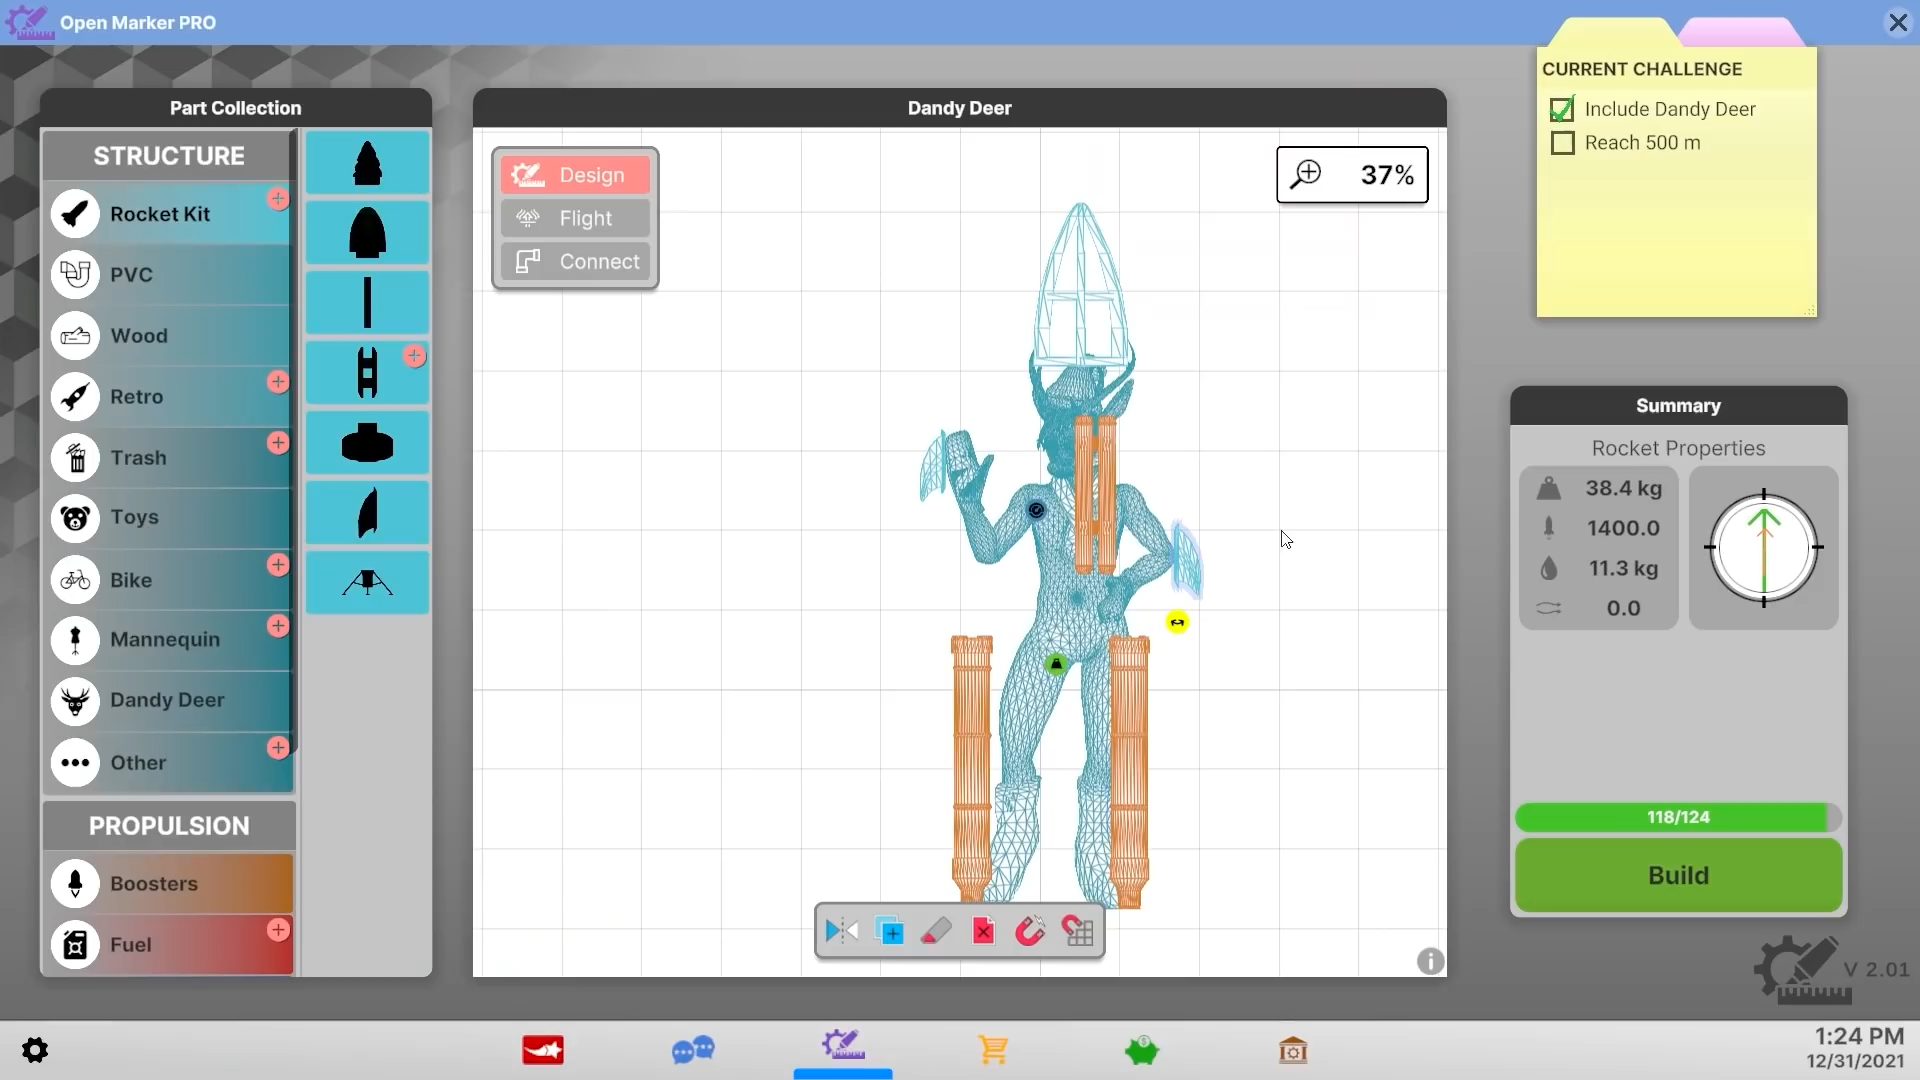 Open Marker PRO
Part Collection
STRUCTURE
Rocket Kit
PVC
Wood
Retro
Trash
Toys
Bike
Mannequin
Dandy Deer
Other
PROPULSION
Boosters
Fuel
Dandy Deer
Design
Flight
Connect
37%
CURRENT CHALLENGE
Include Dandy Deer
Reach 500 m
Summary
Rocket Properties
38.4 kg
1400.0
11.3 kg
0.0
118/124
Build
V 2.01
1:24 PM
12/31/2021